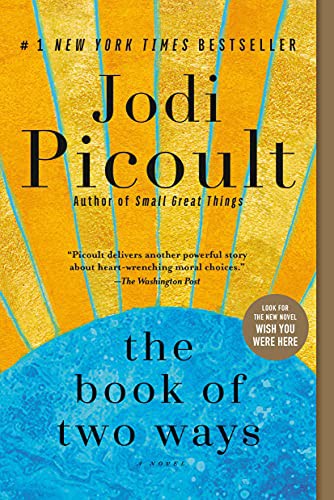 #1 NEW YORK TIMES BESTSELLER
Jodi
Picoult
Author of Small Great Things
"Picoult delivers another powerful story
about heart-wrenching moral choices."
—The Washington Post
LOOK FOR
THE NEW NOVEL
WISH YOU
WERE HERE
the
book of
two ways
A NOVEL